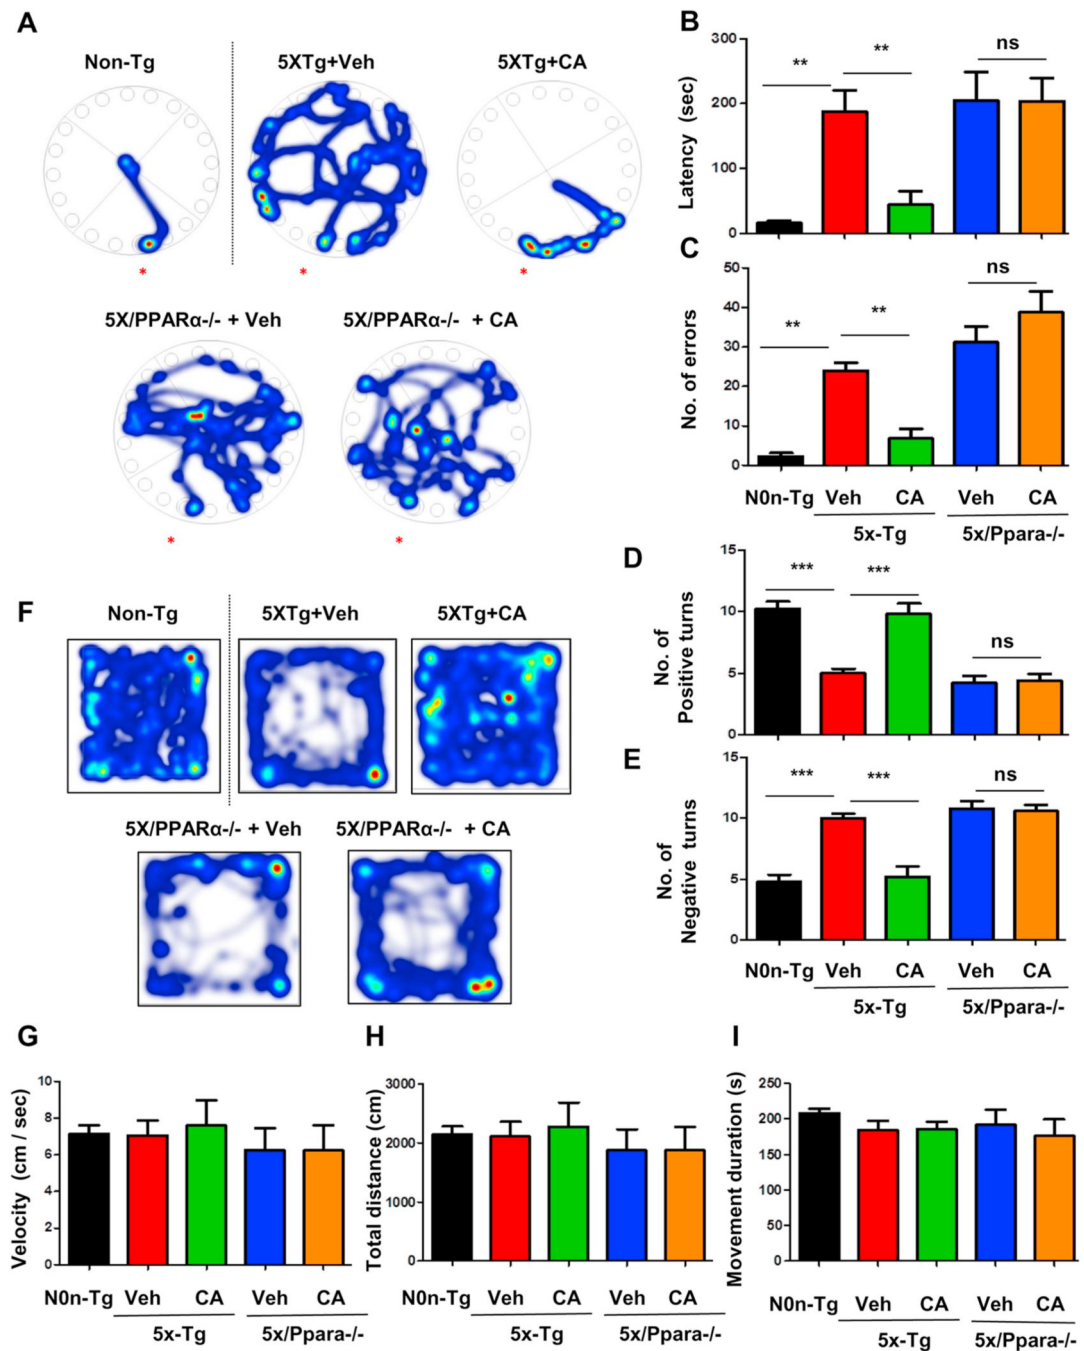 A
Non-Tg
5XTg+Veh
5XTg+CA
*
*
*
5X/PPARα-/- + Veh
5X/PPARα-/- + CA
*
*
B
Latency (sec)
300
200
100
0
**
**
ns
C
No. of errors
50
40
30
20
10
0
**
**
ns
N0n-Tg
Veh
CA
Veh
CA
5x-Tg
5x/Ppara-/-
D
No. of
Positive turns
15
10
5
0
***
***
ns
E
No. of
Negative turns
15
10
5
0
***
***
ns
N0n-Tg
Veh
CA
Veh
CA
5x-Tg
5x/Ppara-/-
F
Non-Tg
5XTg+Veh
5XTg+CA
5X/PPARα-/- + Veh
5X/PPARα-/- + CA
G
Velocity (cm / sec)
10
8
6
4
2
0
N0n-Tg
Veh
CA
Veh
CA
5x-Tg
5x/Ppara-/-
H
Total distance (cm)
3000
2000
1000
0
N0n-Tg
Veh
CA
Veh
CA
5x-Tg
5x/Ppara-/-
I
Movement duration (s)
250
200
150
100
50
0
N0n-Tg
Veh
CA
Veh
CA
5x-Tg
5x/Ppara-/-